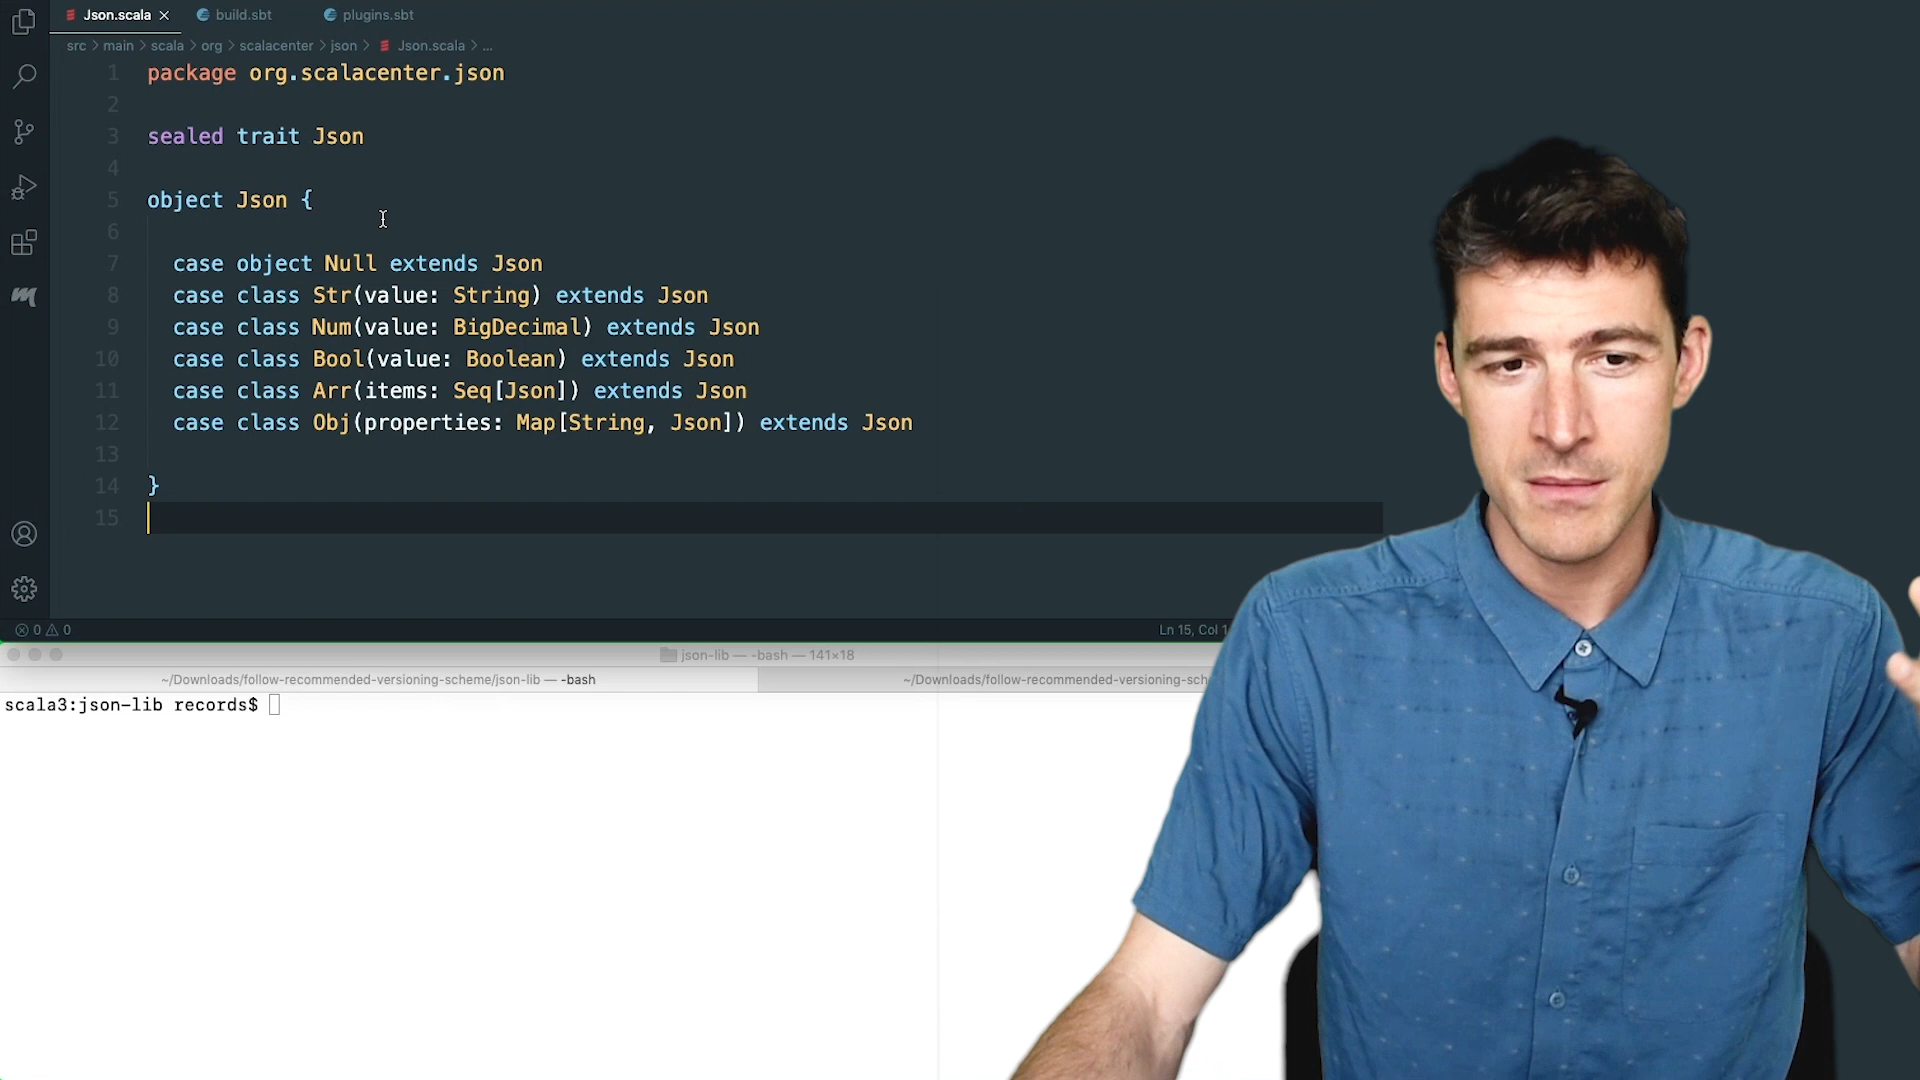 Json.scala build.sbt plugins.sbt
src > main > scala > org > scalacenter > json > Json.scala > ...
1 package org.scalacenter.json
2
3 sealed trait Json
4
5 object Json {
6
7 case object Null extends Json
8 case class Str(value: String) extends Json
9 case class Num(value: BigDecimal) extends Json
10 case class Bool(value: Boolean) extends Json
11 case class Arr(items: Seq[Json]) extends Json
12 case class Obj(properties: Map[String, Json]) extends Json
13
14 }
15
0 0 Ln 15, Col 1
json-lib — -bash — 141×18
~/Downloads/follow-recommended-versioning-scheme/json-lib — -bash ~/Downloads/follow-recommended-versioning-sch
scala3:json-lib records$